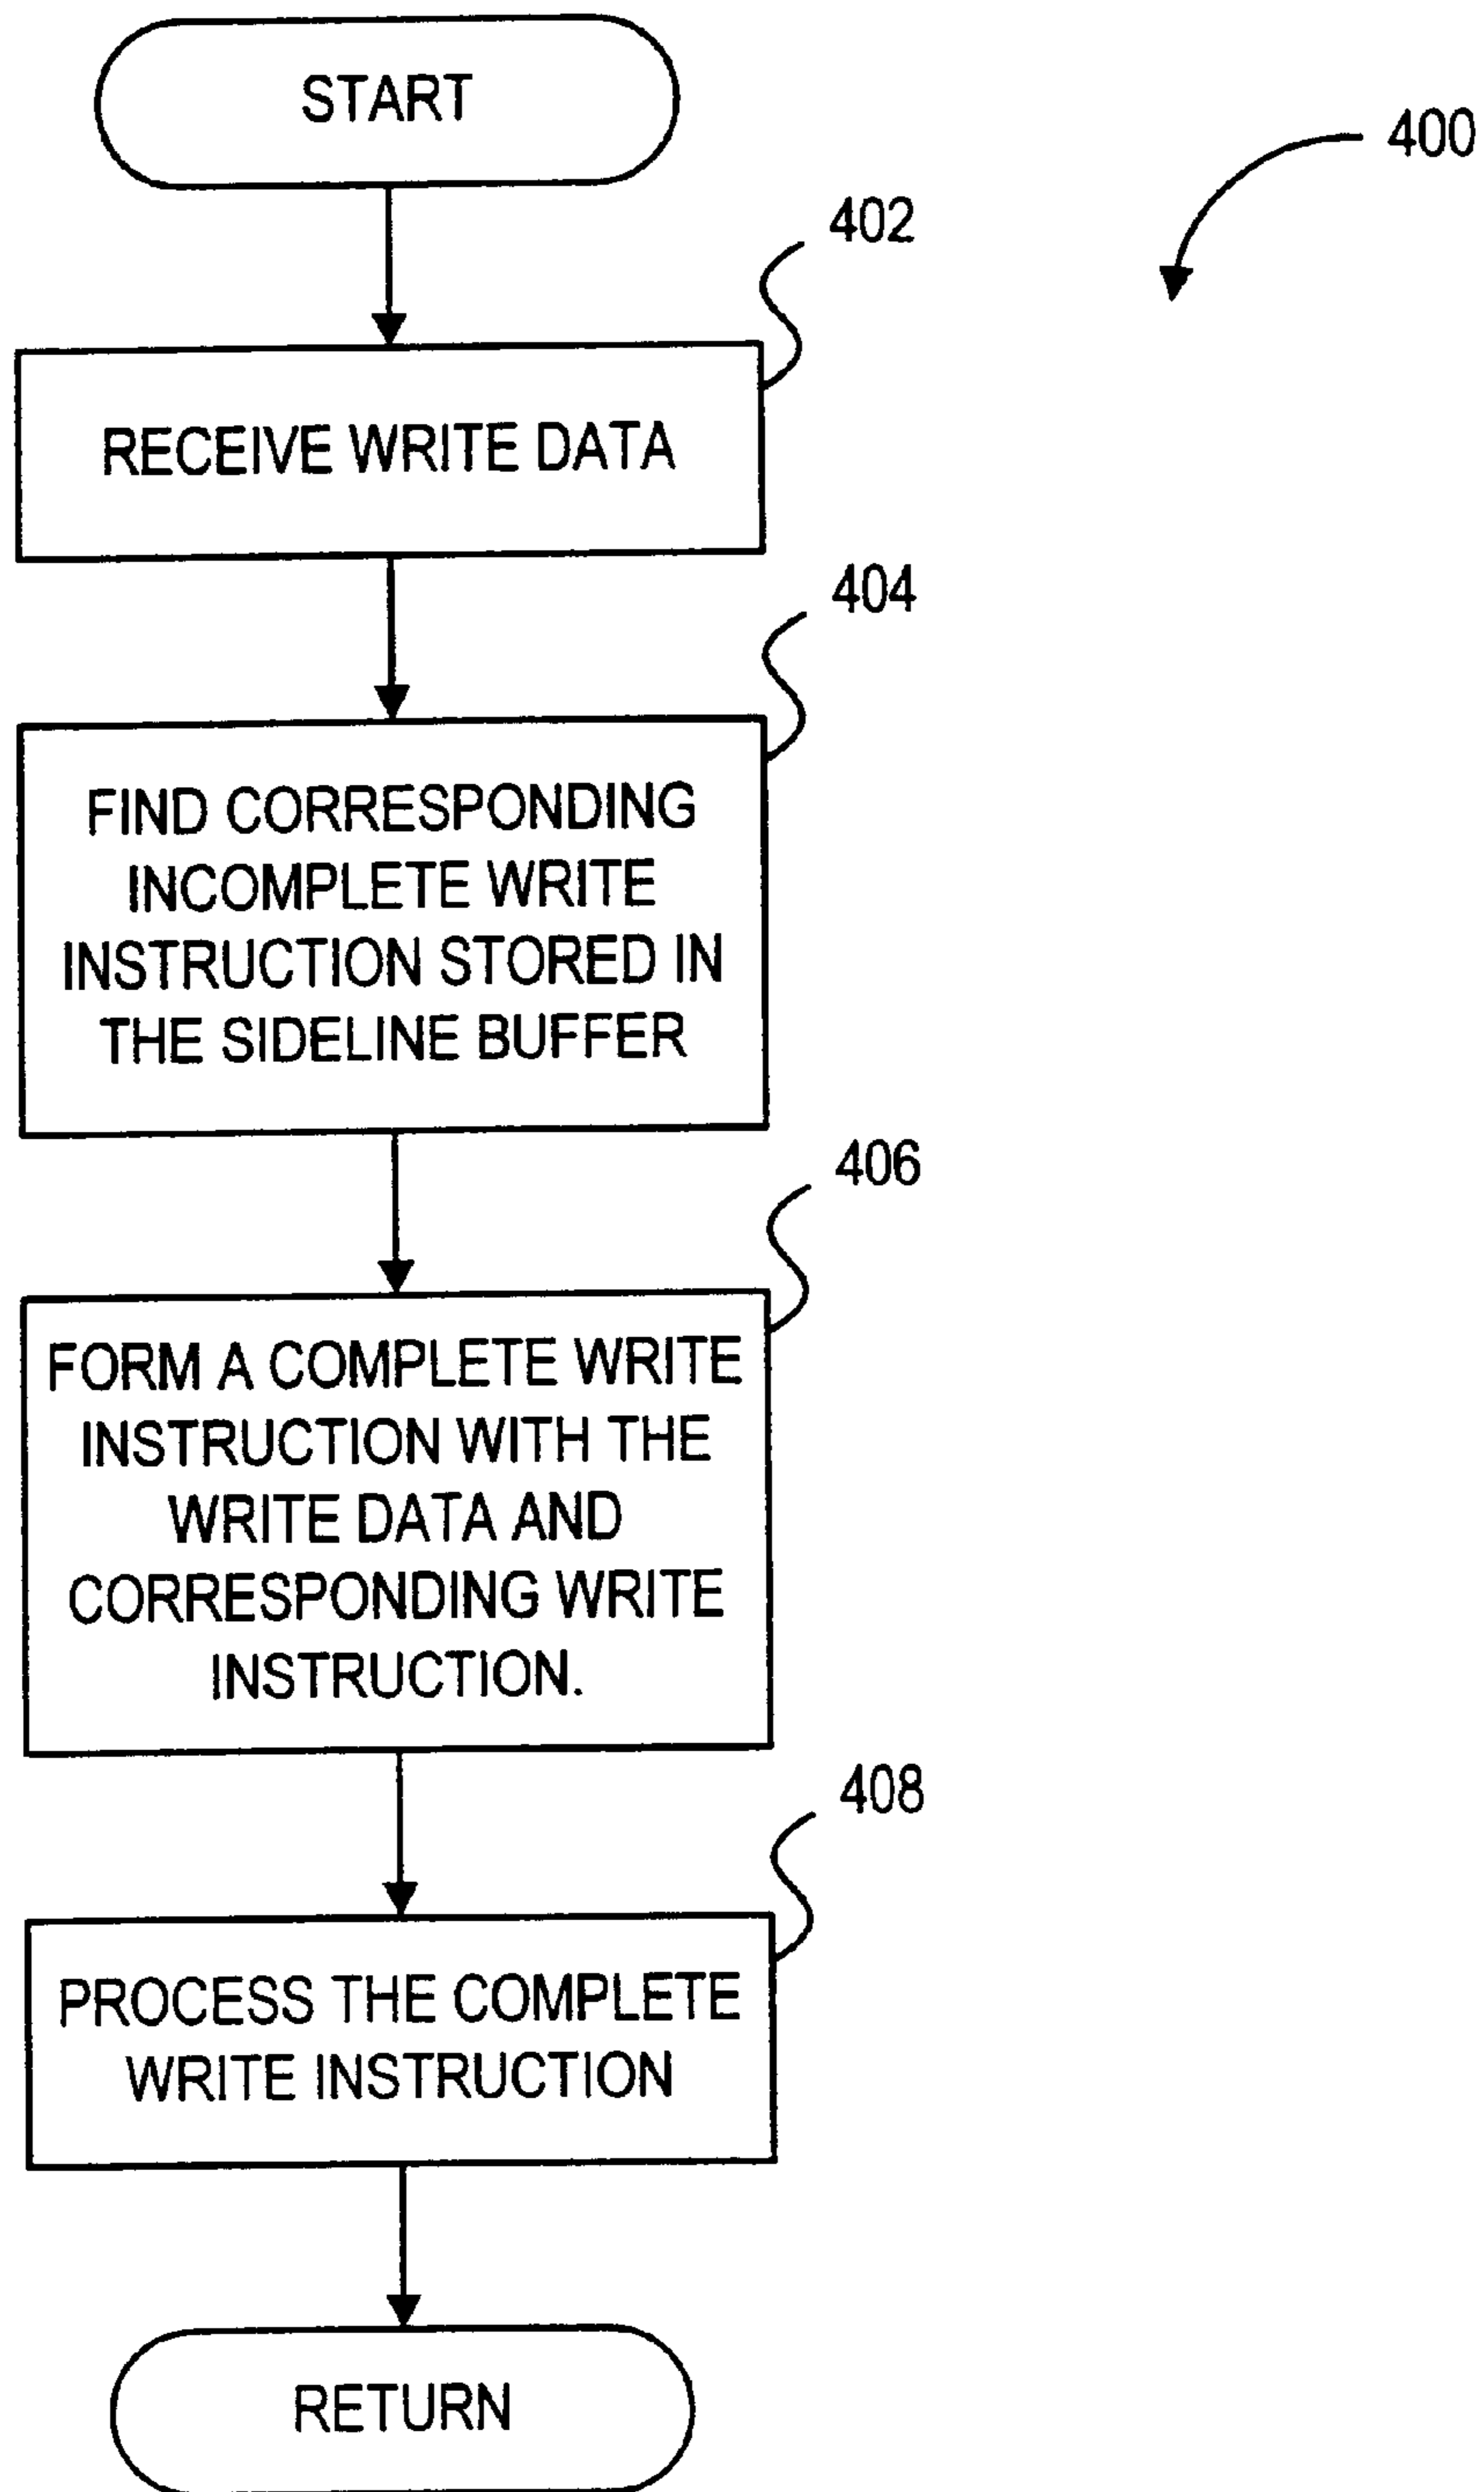 START
400
402
RECEIVE WRITE DATA
404
FIND CORRESPONDING
INCOMPLETE WRITE
INSTRUCTION STORED IN
THE SIDELINE BUFFER
406
FORM A COMPLETE WRITE
INSTRUCTION WITH THE
WRITE DATA AND
CORRESPONDING WRITE
INSTRUCTION.
408
PROCESS THE COMPLETE
WRITE INSTRUCTION
RETURN